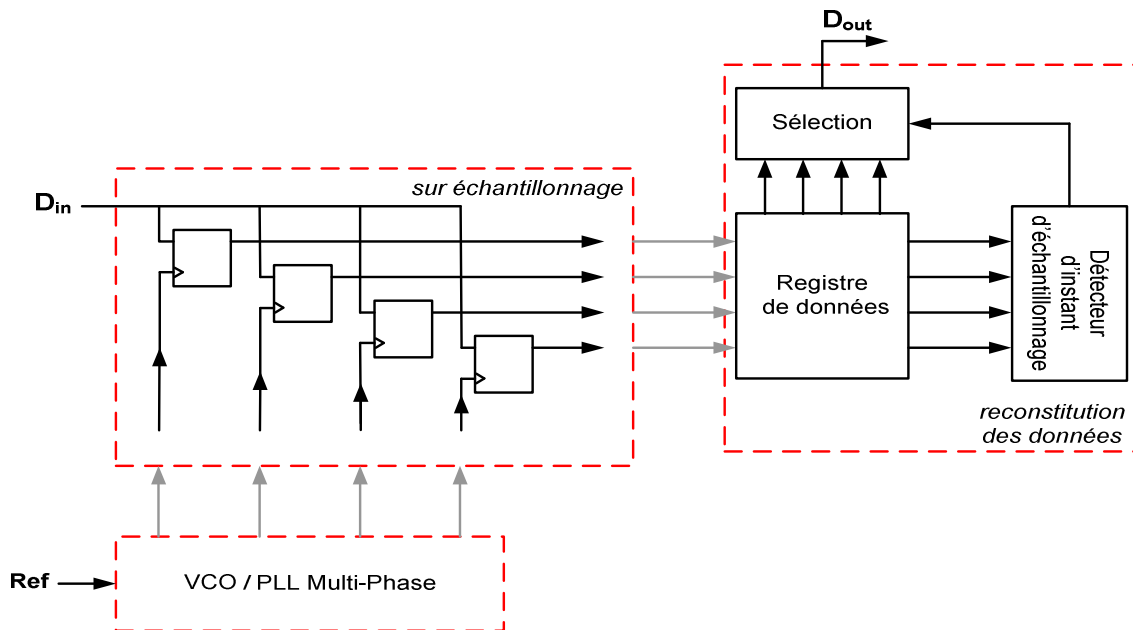 Dout
Sélection
sur échantillonnage
Din
Registre
de données
Détecteur
d'instant
d'échantillonnage
reconstitution
des données
Ref
VCO / PLL Multi-Phase